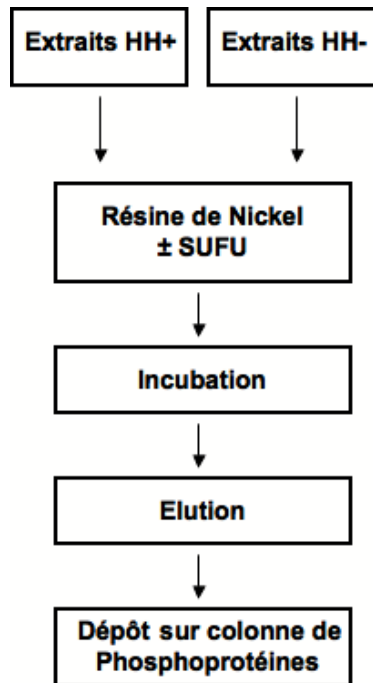 Extraits HH+
Extraits HH-
Résine de Nickel
± SUFU
Incubation
Elution
Dépôt sur colonne de
Phosphoprotéines